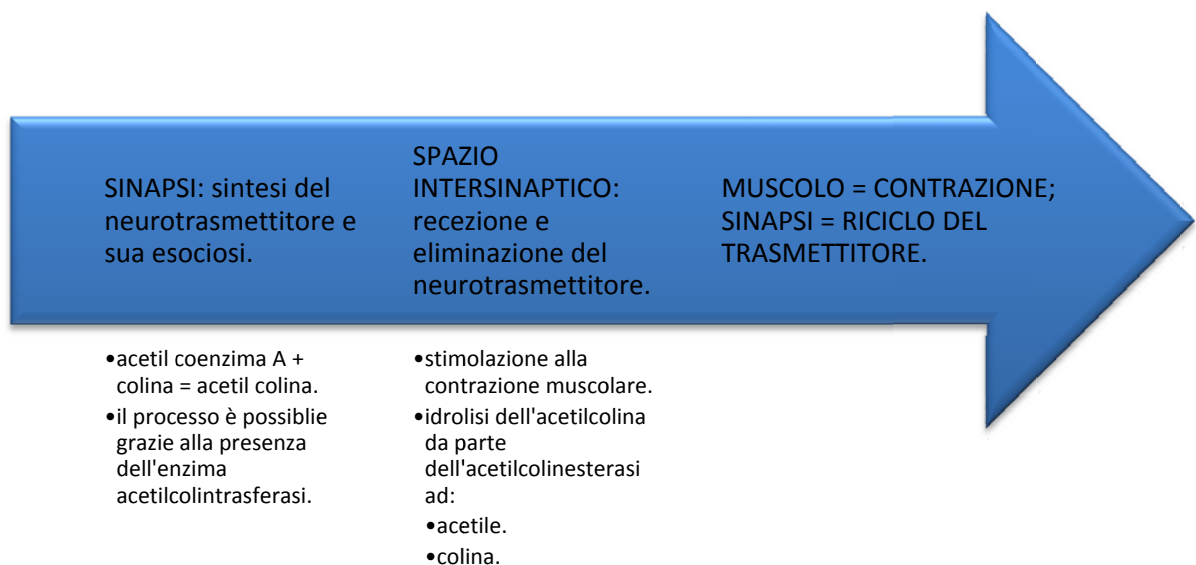 SINAPSI: sintesi del
neurotrasmettitore e
sua esociosi.
•acetil coenzima A +
colina = acetil colina.
•il processo è possiblie
grazie alla presenza
dell'enzima
acetilcolintrasferasi.
SPAZIO
INTERSINAPTICO:
recezione e
eliminazione del
neurotrasmettitore.
•stimolazione alla
contrazione muscolare.
•idrolisi dell'acetilcolina
da parte
dell'acetilcolinesterasi
ad:
•acetile.
•colina.
MUSCOLO = CONTRAZIONE;
SINAPSI = RICICLO DEL
TRASMETTITORE.